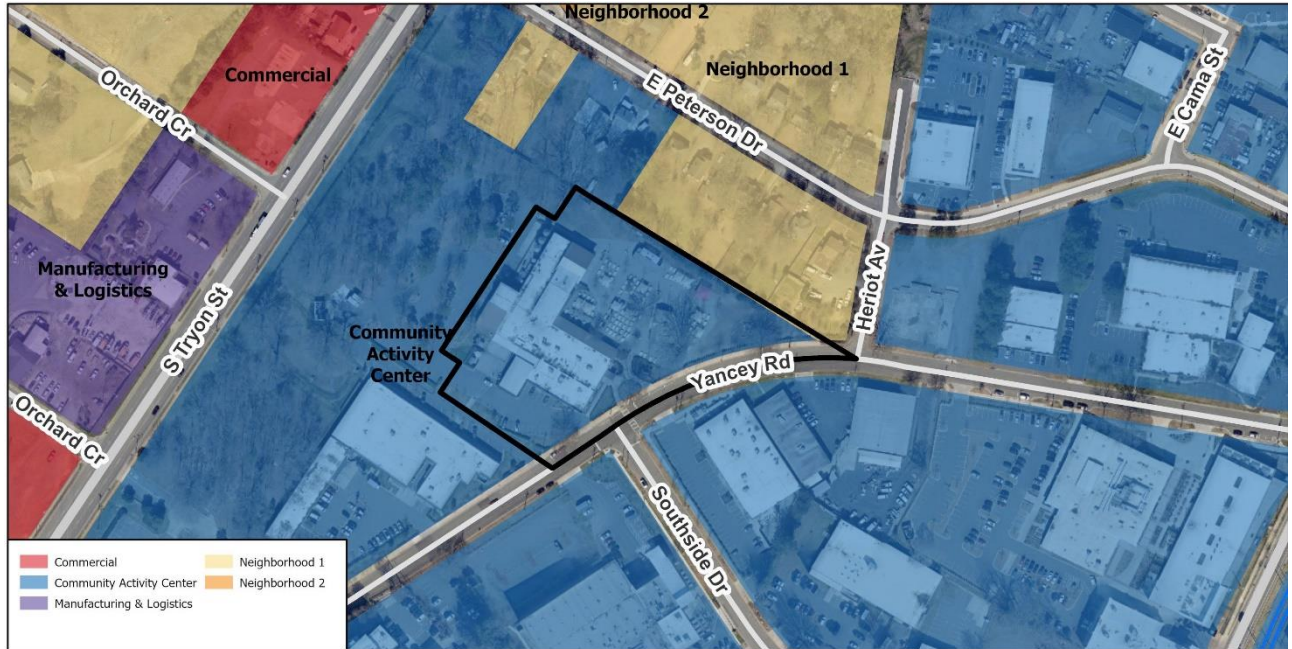 Neighborhood 2
Commercial
Neighborhood 1
Orchard Cr
E Peterson Dr
E Cama St
Manufacturing
& Logistics
S Tryon St
Heriot Av
Community
Activity
Center
Yancey Rd
Orchard Cr
Southside Dr
Commercial
Neighborhood 1
Community Activity Center
Neighborhood 2
Manufacturing & Logistics